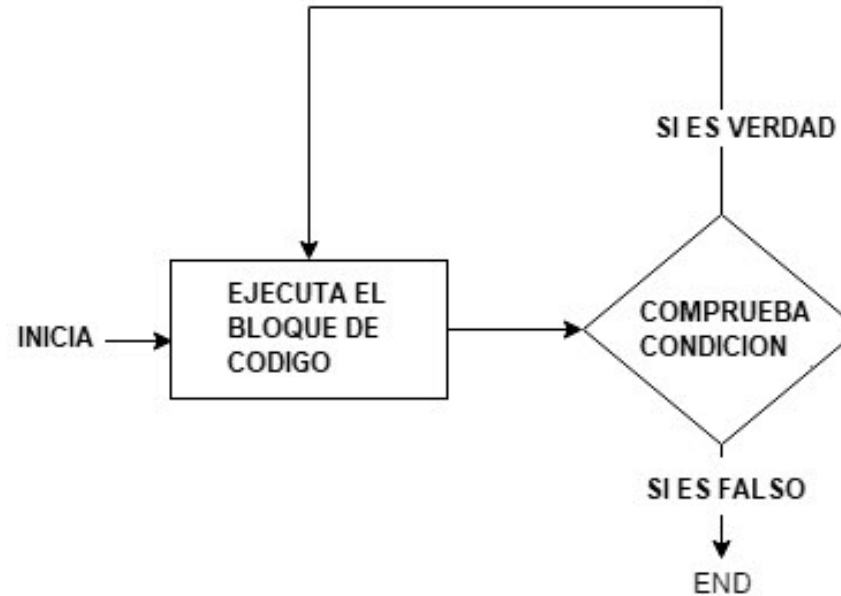 SI ES VERDAD
INICIA
EJECUTA EL
BLOQUE DE
CODIGO
COMPRUEBA
CONDICION
SI ES FALSO
END